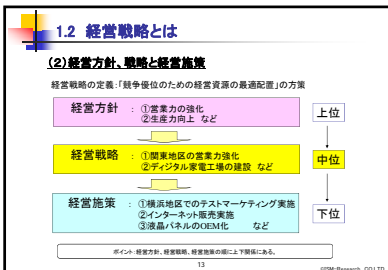 1.2 経営戦略とは
(2)経営方針、戦略と経営施策
経営戦略の定義:「競争優位のための経営資源の最適配置」の方策
経営方針 : ①営業力の強化
②生産力向上 など
上位
経営戦略 : ①関東地区の営業力強化
②ディジタル家電工場の建設 など
中位
経営施策 : ①横浜地区でのテストマーケティング実施
②インターネット販売実施
③液晶パネルのOEM化 など
下位
ポイント:経営方針、経営戦略、経営施策の順に上下関係にある。
13
©ISM-Research CO.LTD